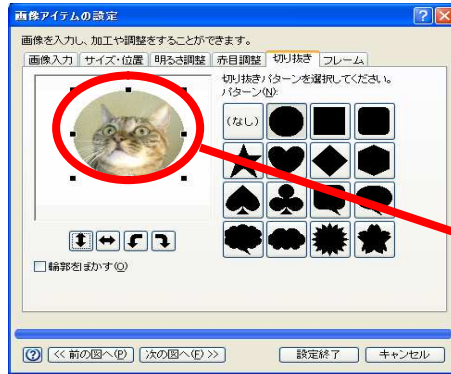 画像アイテムの設定
画像を入力し、加工や調整をすることができます。
画像入力 サイズ・位置 明るさ調整 赤目調整 切り抜き フレーム
切り抜きパターンを選択してください。
パターン(N):
(なし)
輪郭をぼかす(O)
<< 前の図へ(P) 次の図へ(F) >> 設定終了 キャンセル